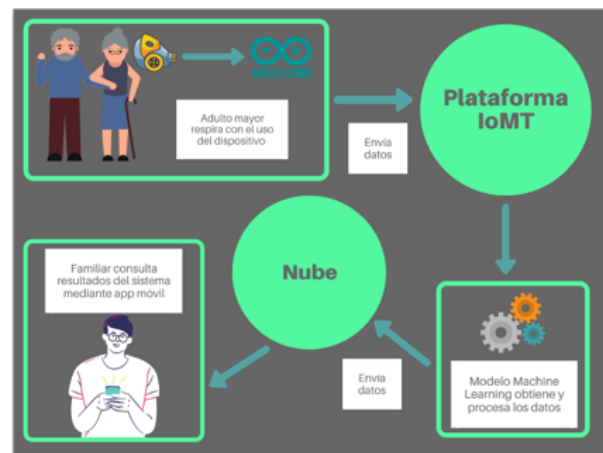 ARDUINO
Adulto mayor
respira con el uso
del dispositivo
Envia
datos
Plataforma
IoMT
Modelo Machine
Learning obtiene y
procesa los datos
Envía
datos
Nube
Familiar consulta
resultados del sistema
mediante app móvil